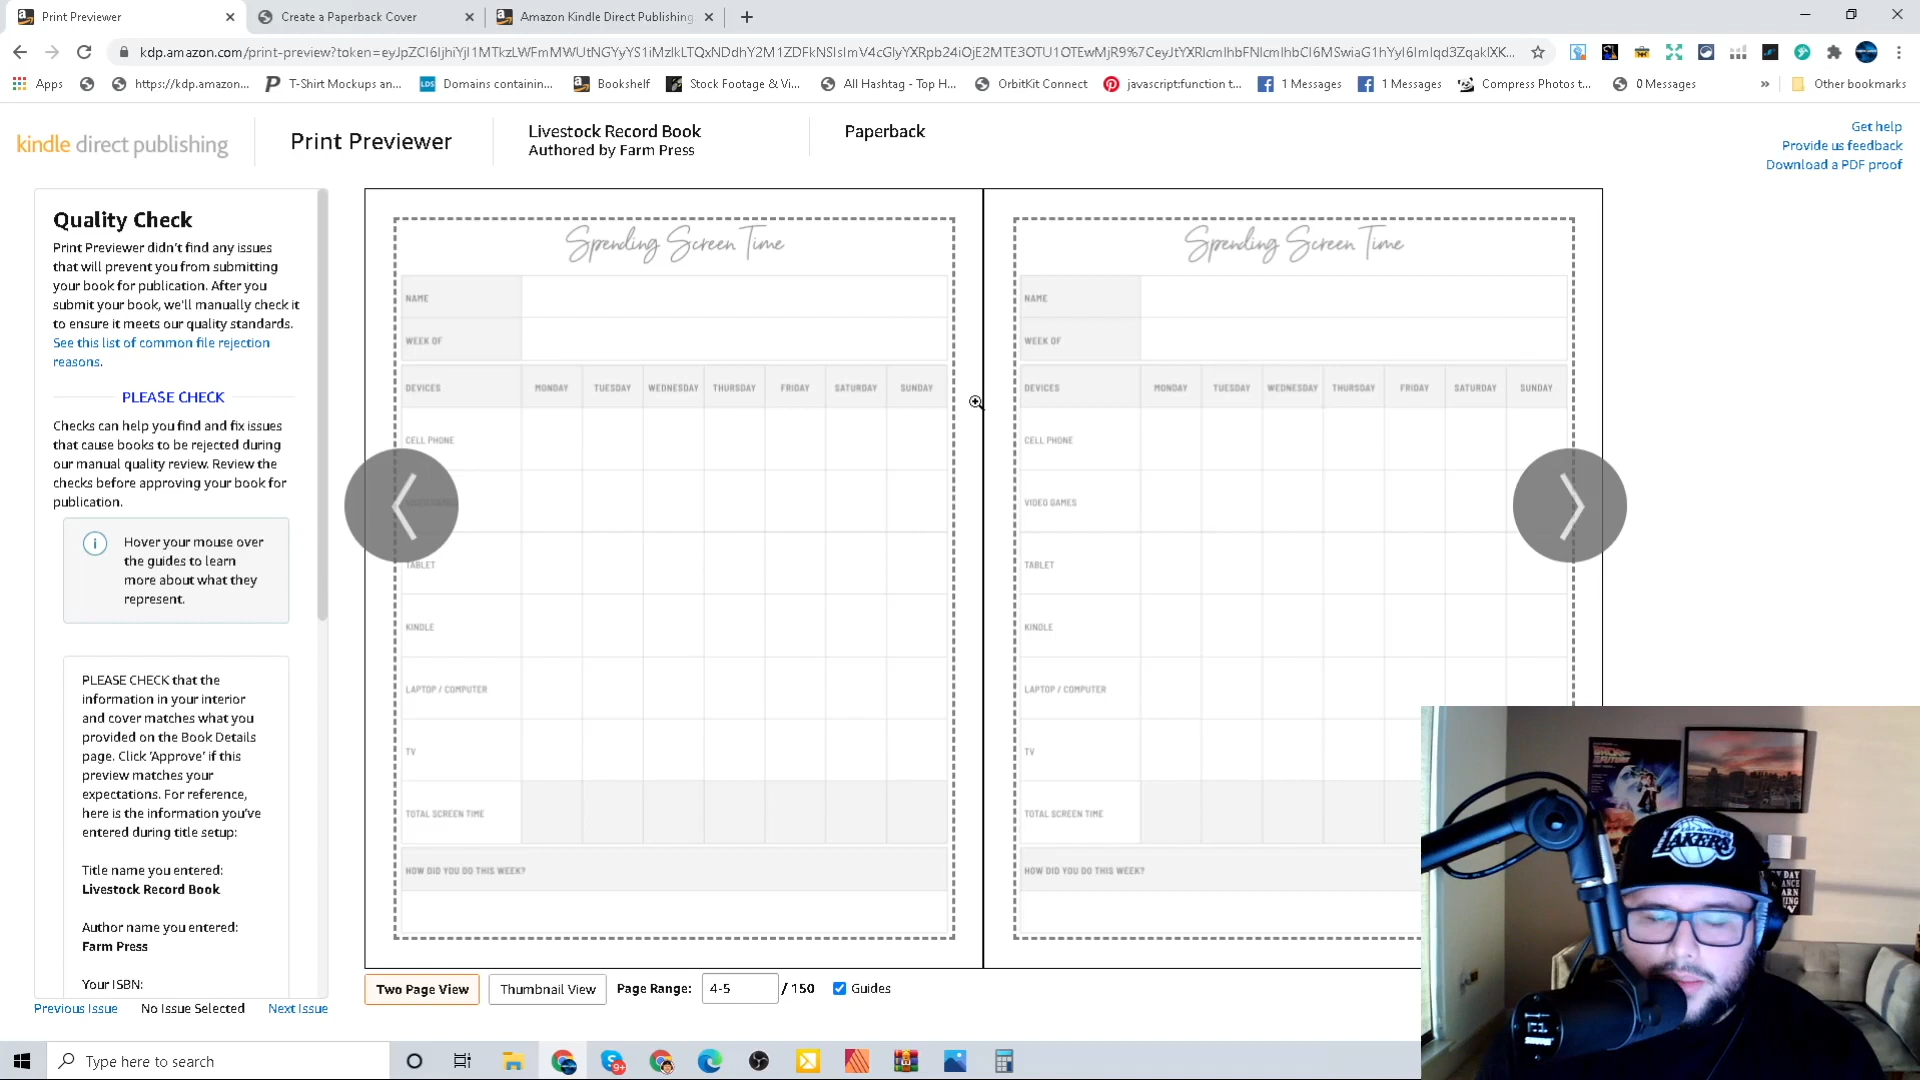 Print Previewer
Create a Paperback Cover
Amazon Kindle Direct Publishing
Apps
https://kdp.amazon...
T-Shirt Mockups an...
Domains containin...
Bookshelf
Stock Footage & Vi...
All Hashtag - Top H...
OrbitKit Connect
javascript:function t...
1 Messages
1 Messages
Compress Photos t...
0 Messages
Other bookmarks
kindle direct publishing
Print Previewer
Livestock Record Book
Authored by Farm Press
Paperback
Get help
Provide us feedback
Download a PDF proof
Quality Check
Print Previewer didn't find any issues
that will prevent you from submitting
your book for publication. After you
submit your book, we'll manually check it
to ensure it meets our quality standards.
See this list of common file rejection
reasons.
PLEASE CHECK
Checks can help you find and fix issues
that cause books to be rejected during
our manual quality review. Review the
checks before approving your book for
publication.
Hover your mouse over
the guides to learn
more about what they
represent.
PLEASE CHECK that the
information in your interior
and cover matches what you
provided on the Book Details
page. Click 'Approve' if this
preview matches your
expectations. For reference,
here is the information you've
entered during title setup:
Title name you entered:
Livestock Record Book
Author name you entered:
Farm Press
Your ISBN:
Previous Issue No Issue Selected Next Issue
Spending Screen Time
NAME
WEEK OF
DEVICES MONDAY TUESDAY WEDNESDAY THURSDAY FRIDAY SATURDAY SUNDAY
CELL PHONE
VIDEO GAMES
TABLET
KINDLE
LAPTOP / COMPUTER
TV
TOTAL SCREEN TIME
HOW DID YOU DO THIS WEEK?
Spending Screen Time
NAME
WEEK OF
DEVICES MONDAY TUESDAY WEDNESDAY THURSDAY FRIDAY SATURDAY SUNDAY
CELL PHONE
VIDEO GAMES
TABLET
KINDLE
LAPTOP / COMPUTER
TV
TOTAL SCREEN TIME
HOW DID YOU DO THIS WEEK?
Two Page View Thumbnail View Page Range: 4-5 / 150 Guides
LOS ANGELES
LAKERS
Type here to search